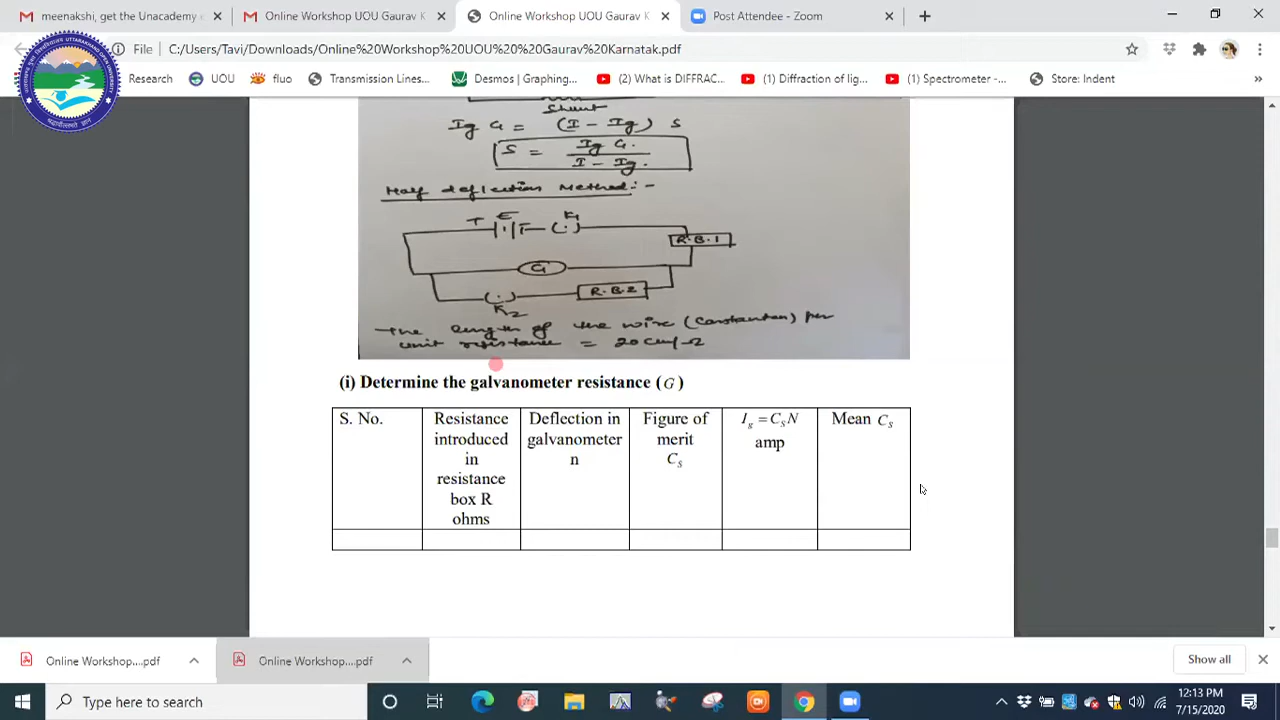 meenakshi, get the Unacademy
Online Workshop UOU Gaurav K
Online Workshop UOU Gaurav K
Post Attendee - Zoom
File
C:/Users/Tavi/Downloads/Online%20Workshop%20UOU%20%20Gaurav%20Karnatak.pdf
Research
UOU
fluo
Transmission Lines...
Desmos | Graphing...
(2) What is DIFFRAC...
(1) Diffraction of lig...
(1) Spectrometer -...
Store: Indent
»
Shunt
Ig G = (I - Ig) S
S = Ig G. / I - Ig.
Half deflection Method:-
E
K1
R.B.1
G
R.B.2
K2
The length of the wire (Constantan) per
unit resistance = 20 cm/Ω
(i) Determine the galvanometer resistance (G)
S. No.
Resistance
introduced
in
resistance
box R
ohms
Deflection in
galvanometer
n
Figure of
merit
Cs
Ig = CsN
amp
Mean Cs
Online Workshop....pdf
Online Workshop....pdf
Show all
Type here to search
12:13 PM
7/15/2020